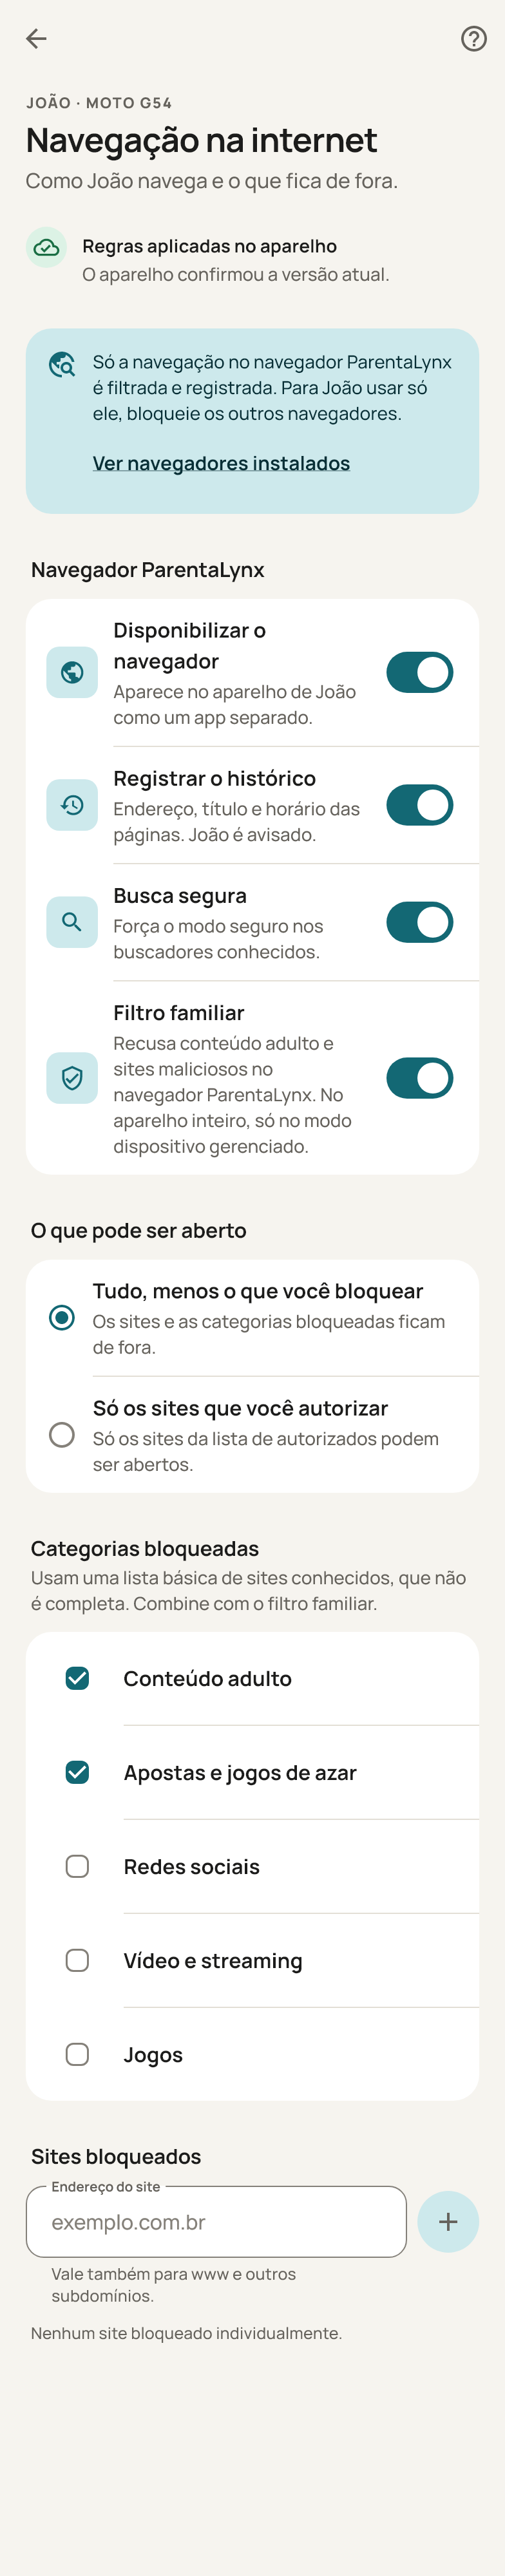 JOÃO · MOTO G54
Navegação na internet
Como João navega e o que fica de fora.
Regras aplicadas no aparelho
O aparelho confirmou a versão atual.
Só a navegação no navegador ParentaLynx
é filtrada e registrada. Para João usar só
ele, bloqueie os outros navegadores.
Ver navegadores instalados
Navegador ParentaLynx
Disponibilizar o
navegador
Aparece no aparelho de João
como um app separado.
Registrar o histórico
Endereço, título e horário das
páginas. João é avisado.
Busca segura
Força o modo seguro nos
buscadores conhecidos.
Filtro familiar
Recusa conteúdo adulto e
sites maliciosos no
navegador ParentaLynx. No
aparelho inteiro, só no modo
dispositivo gerenciado.
O que pode ser aberto
Tudo, menos o que você bloquear
Os sites e as categorias bloqueadas ficam
de fora.
Só os sites que você autorizar
Só os sites da lista de autorizados podem
ser abertos.
Categorias bloqueadas
Usam uma lista básica de sites conhecidos, que não
é completa. Combine com o filtro familiar.
Conteúdo adulto
Apostas e jogos de azar
Redes sociais
Vídeo e streaming
Jogos
Sites bloqueados
Endereço do site
exemplo.com.br
Vale também para www e outros
subdomínios.
Nenhum site bloqueado individualmente.